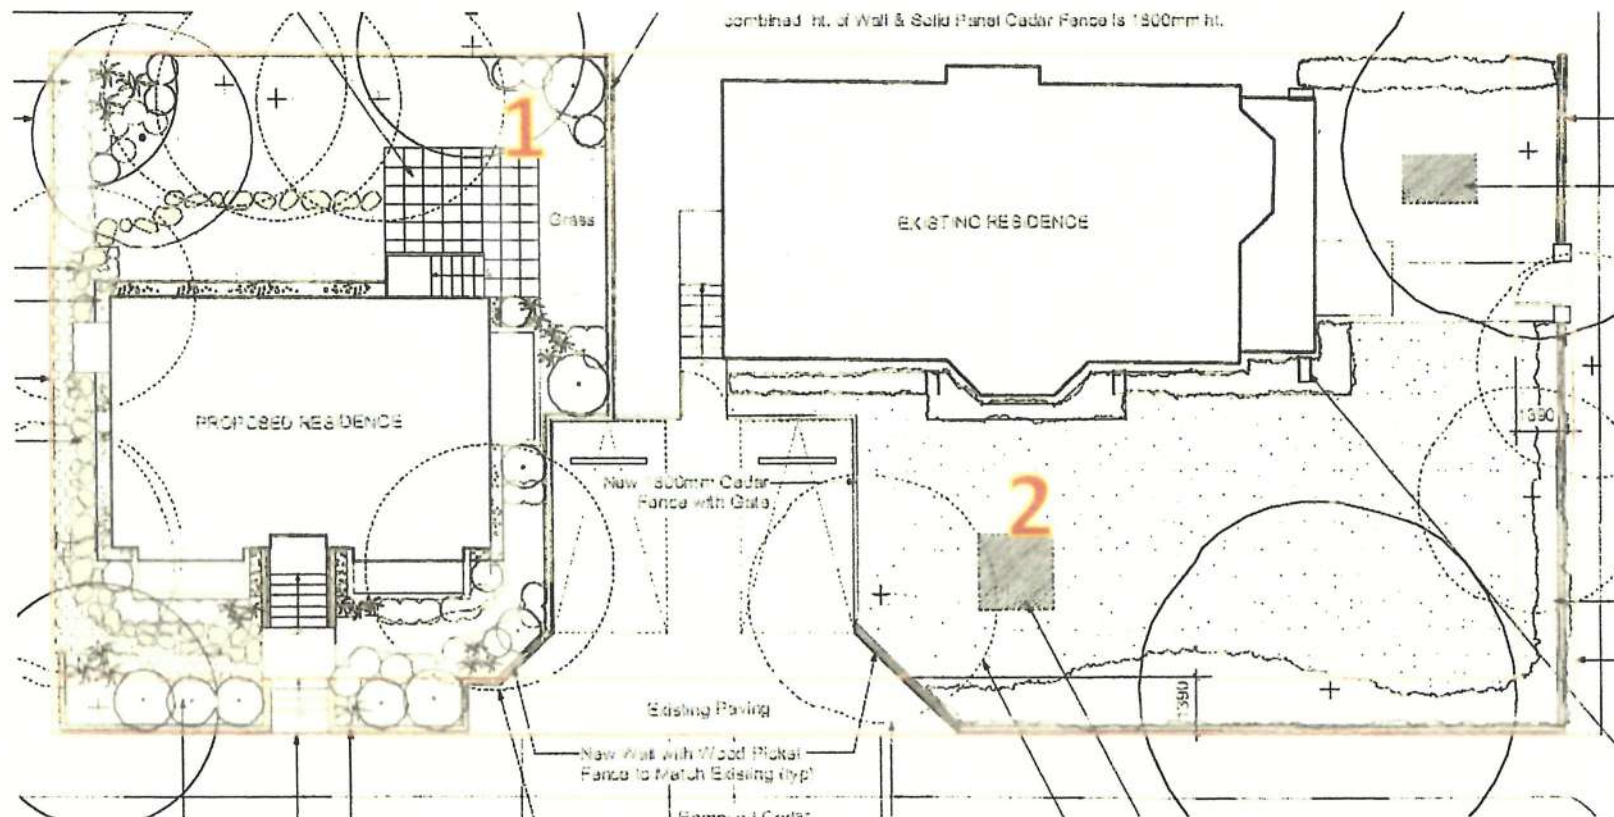 combined ht. of Wall & Solid Panel Cedar Fence is 1800mm ht.
1
Grass
EXISTING RESIDENCE
PROPOSED RESIDENCE
1390
New 1800mm Cedar
Fence with Gate
2
1390
Existing Paving
New Wall with Wood Picket
Fence to Match Existing (typ)
Cedar